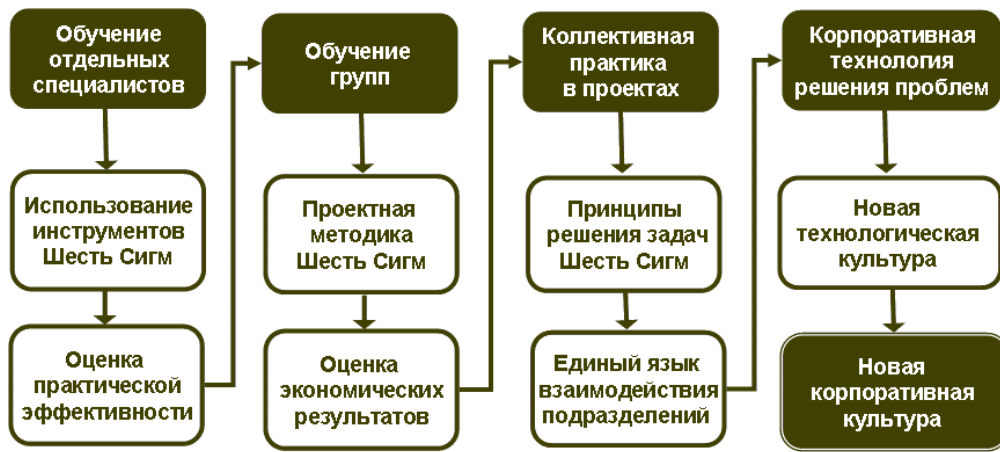 Обучение
отдельных
специалистов
Использование
инструментов
Шесть Сигм
Оценка
практической
эффективности
Обучение
групп
Проектная
методика
Шесть Сигм
Оценка
экономических
результатов
Коллективная
практика
в проектах
Принципы
решения задач
Шесть Сигм
Единый язык
взаимодействия
подразделений
Корпоративная
технология
решения проблем
Новая
технологическая
культура
Новая
корпоративная
культура